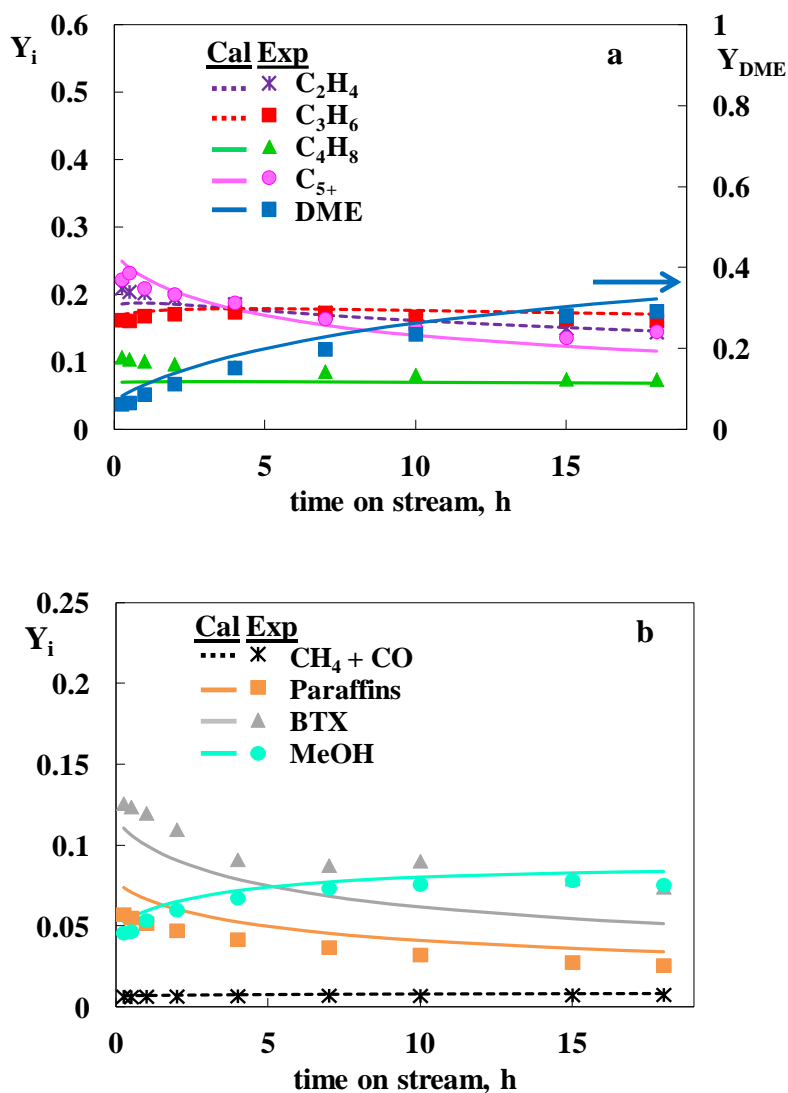 0.6 1
Yᵢ a Y_DME
Cal Exp
0.5 C₂H₄ 0.8
C₃H₆
0.4 C₄H₈
C₅₊ 0.6
DME
0.3
0.4
0.2
0.1 0.2
0 0
0 5 10 15
time on stream, h
0.25
Yᵢ Cal Exp b
CH₄ + CO
0.2 Paraffins
BTX
0.15 MeOH
0.1
0.05
0
0 5 10 15
time on stream, h